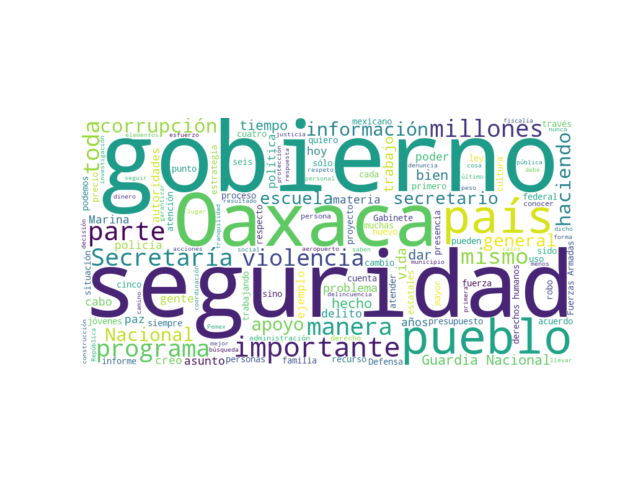 gobierno
seguridad
Oaxaca
pueblo
país
corrupción
tiempo
mexicano
fiscalía
través
esfuerzo
cuatro
justicia
información
millones
nunca
toda
quiero
hoy
política
respuesta
sólo
respeto
cada
trabajo
poder
bien
primero
ley
cultura
pública
debe
haciendo
podemos
precio
investigación
elementos
punto
seis
estrategia
autoridades
dinero
seguir
garantizar
atención
protección
personal
proceso
resultado
escuela
materia
proyecto
secretario
último
peso
federal
conocer
Marina
parte
decisión
lugar
tranquilidad
respecto
persona
Gabinete
muchas
presencia
dar
general
pueden
dicho
forma
menos
policía
acciones
social
aeropuerto
Secretaría
violencia
cambio
vida
municipio
mismo
sido
uso
situación
cinco
camino
coordinación
trabajando
sino
ejemplo
problema
cuenta
delincuencia
atender
estatales
mayor
fuerza
primera
derechos humanos
robo
Fuerzas Armadas
cabo
gente
hecho
delito
jóvenes
paz
siempre
Pemex
apoyo
manera
años
presupuesto
acuerdo
construcción
República
Nacional
programa
mejor
búsqueda
administración
derecho
importante
informe
creo
asunto
personas
familia
recurso
Defensa
Guardia Nacional
llevar
denuncia
cosa
saben
nuevo